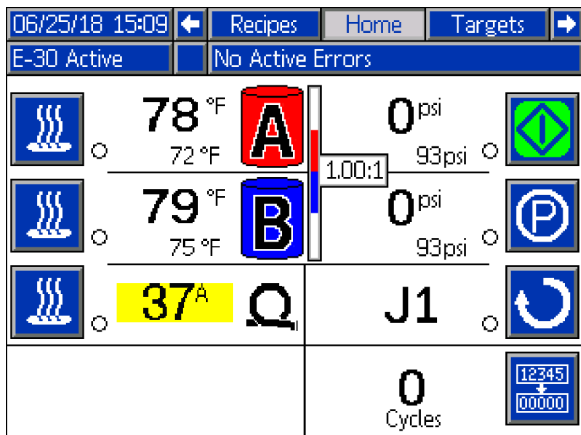 06/25/18 15:09 Recipes Home Targets
E-30 Active No Active Errors
78 °F A 0 psi
72 °F 93psi
1.00:1
79 °F B 0 psi
75 °F 93psi
P
37 A J1
12345
00000
0
Cycles